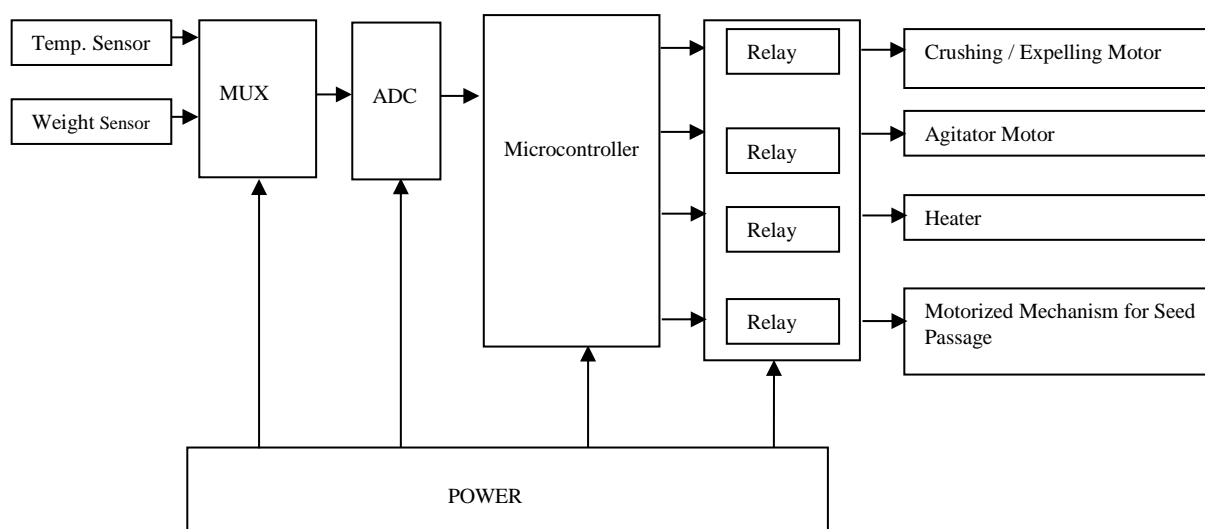 Temp. Sensor
Weight Sensor
MUX
ADC
Microcontroller
Relay
Relay
Relay
Relay
Crushing / Expelling Motor
Agitator Motor
Heater
Motorized Mechanism for Seed
Passage
POWER